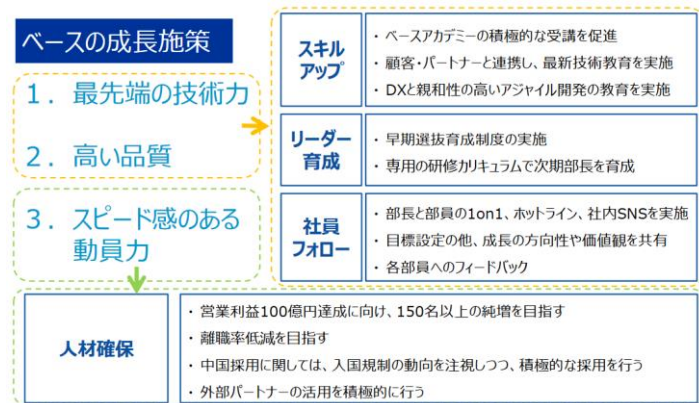 ベースの成長施策
1．最先端の技術力
2．高い品質
3．スピード感のある
動員力
スキル
アップ
・ベースアカデミーの積極的な受講を促進
・顧客・パートナーと連携し、最新技術教育を実施
・DXと親和性の高いアジャイル開発の教育を実施
リーダー
育成
・早期選抜育成制度の実施
・専用の研修カリキュラムで次期部長を育成
社員
フォロー
・部長と部員の1on1、ホットライン、社内SNSを実施
・目標設定の他、成長の方向性や価値観を共有
・各部員へのフィードバック
人材確保
・営業利益100億円達成に向け、150名以上の純増を目指す
・離職率低減を目指す
・中国採用に関しては、入国規制の動向を注視しつつ、積極的な採用を行う
・外部パートナーの活用を積極的に行う